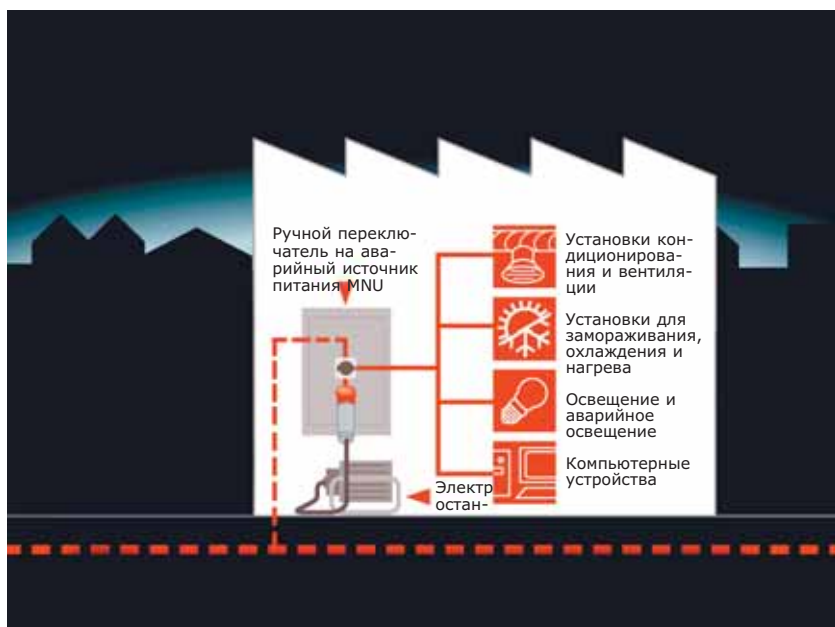 Ручной переклю-
чатель на ава-
рийный источник
питания MNU
Установки кон-
диционирова-
ния и вентиля-
ции
Установки для
замораживания,
охлаждения и
нагрева
Освещение и
аварийное
освещение
Компьютерные
устройства
Электр
остан-